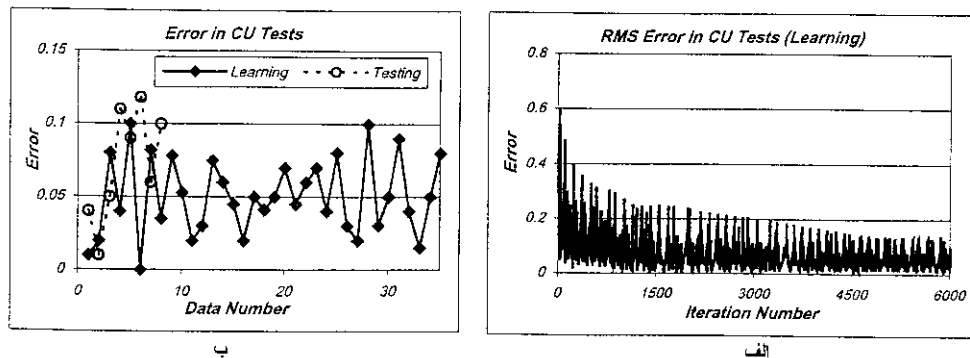 Error in CU Tests
0.15
0.1
0.05
0
Error
Learning
Testing
0 10 20 30
Data Number
ب
RMS Error in CU Tests (Learning)
0.8
0.6
0.4
0.2
0
Error
0 1500 3000 4500 6000
Iteration Number
الف